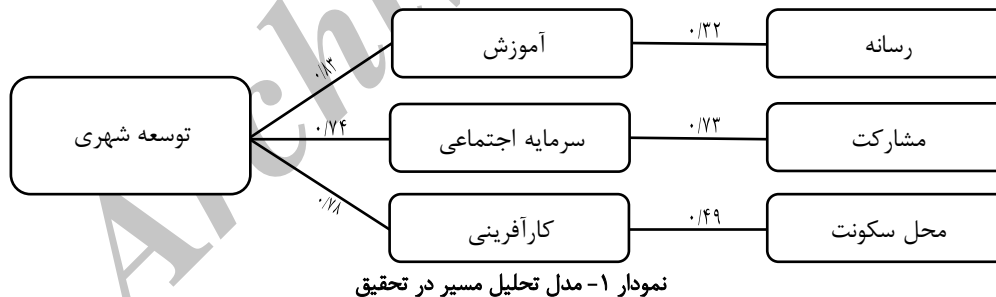 رسانه
۰/۳۲
آموزش
۰/۸۳
مشارکت
۰/۷۳
سرمایه اجتماعی
۰/۷۴
توسعه شهری
محل سکونت
۰/۴۹
کارآفرینی
۰/۷۸
نمودار ۱- مدل تحلیل مسیر در تحقیق